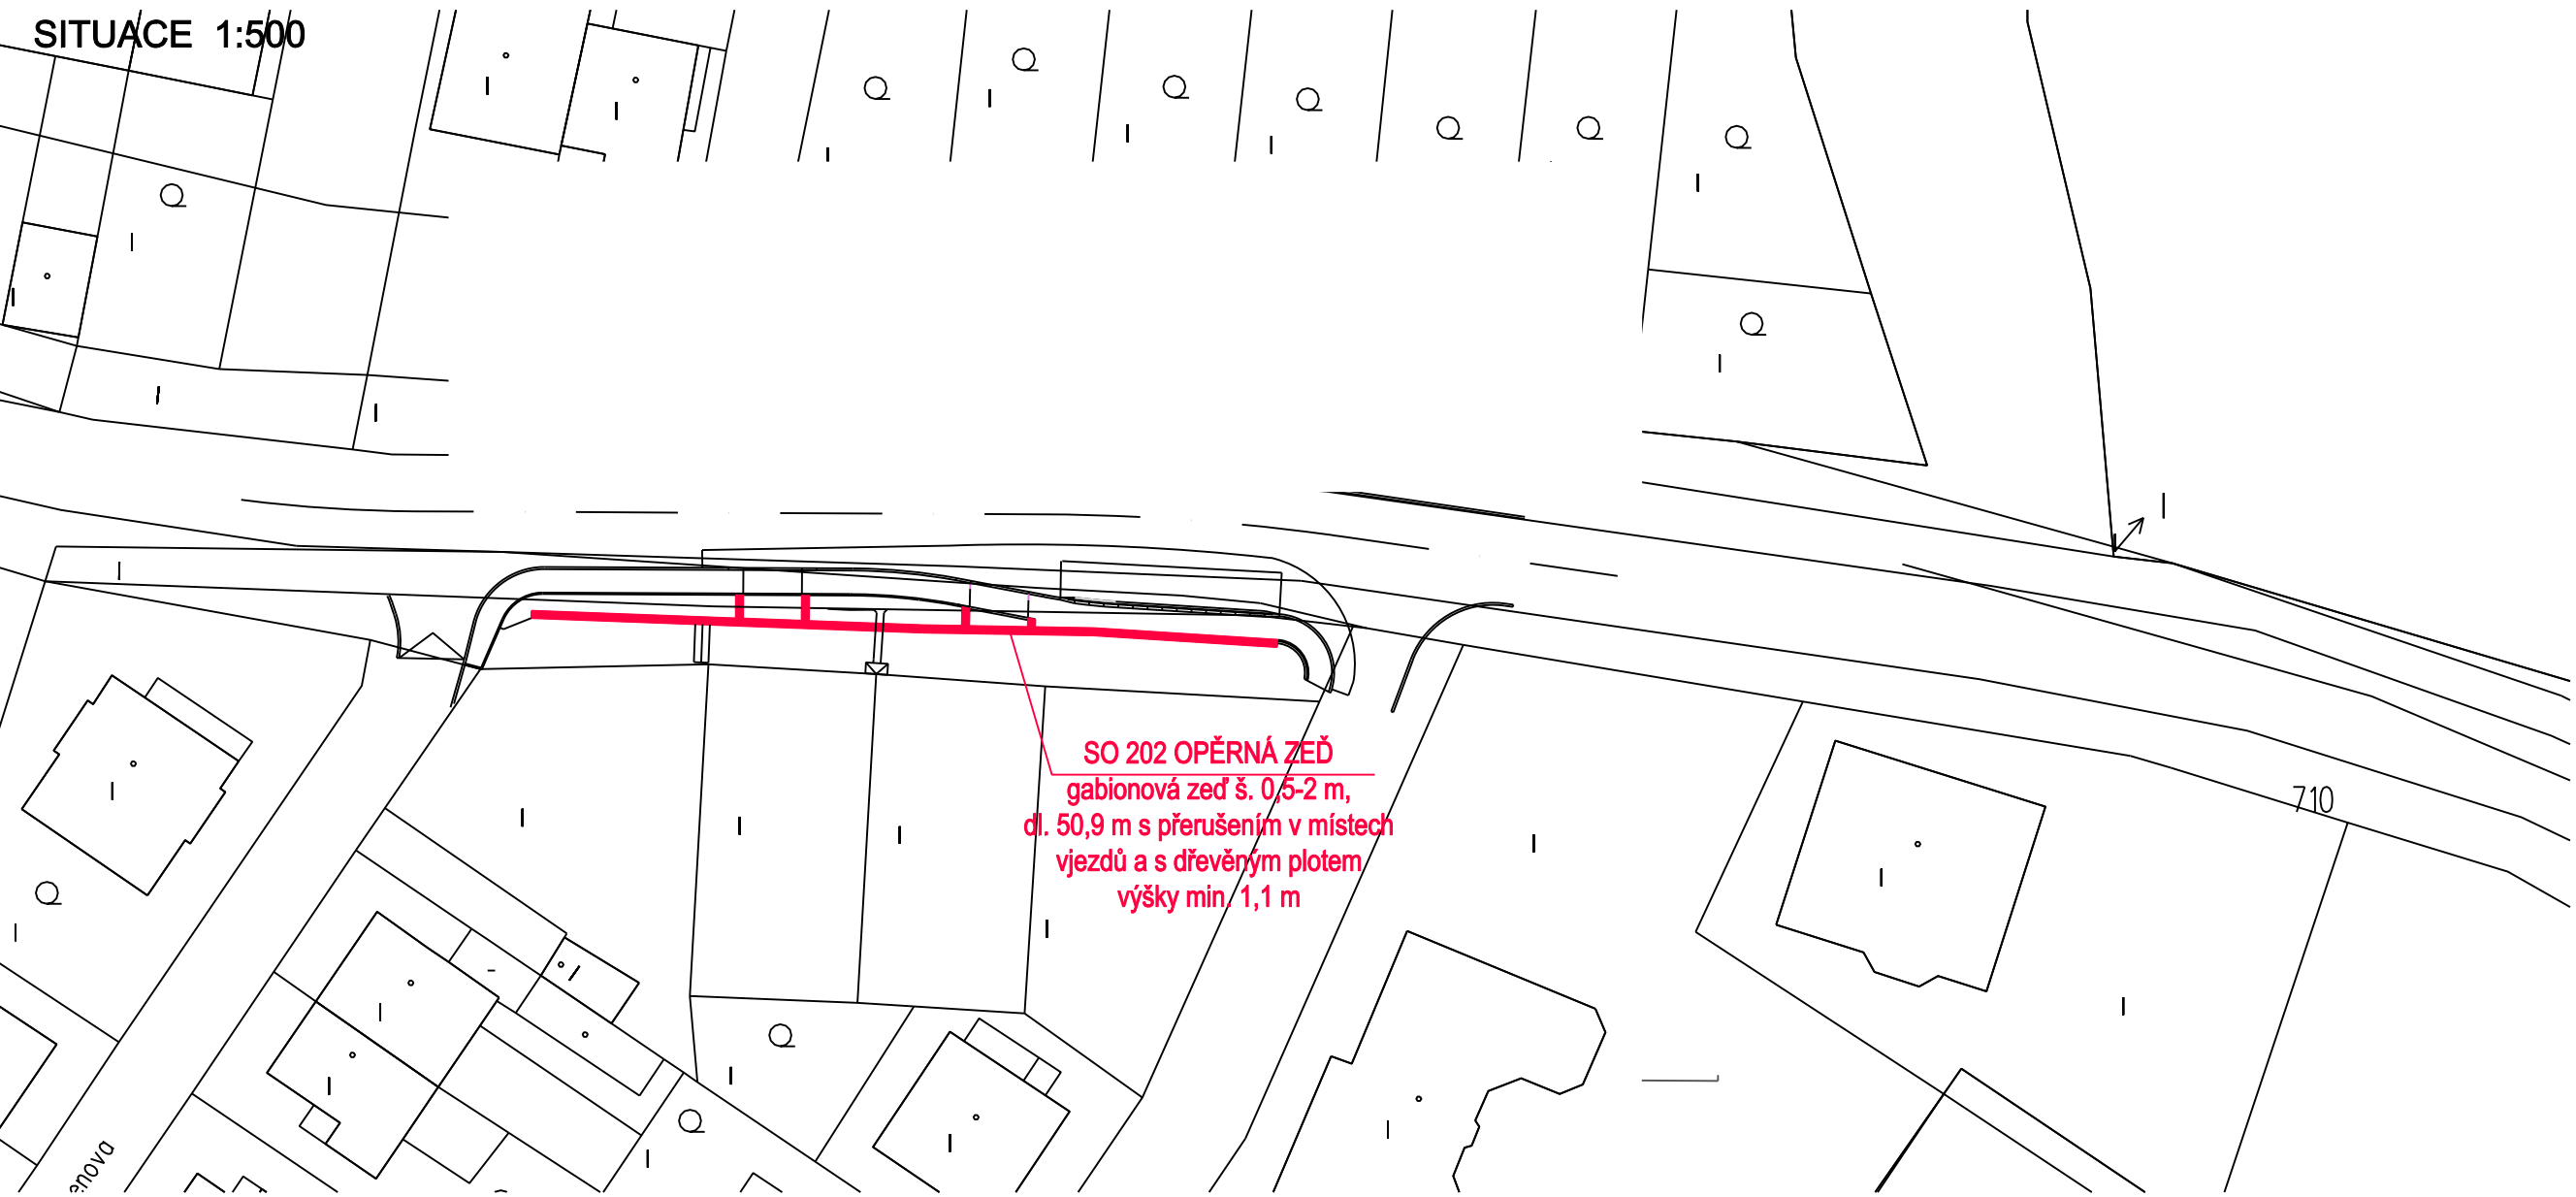 SITUACE 1:500
SO 202 OPĚRNÁ ZEĎ
gabionová zeď š. 0,5-2 m,
dl. 50,9 m s přerušením v místech
vjezdů a s dřevěným plotem
výšky min. 1,1 m
710
enova